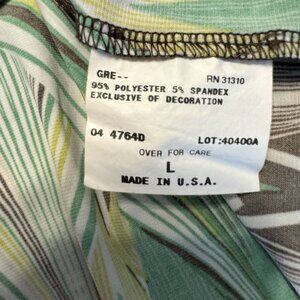 GRE-- RN 31310
95% POLYESTER 5% SPANDEX
EXCLUSIVE OF DECORATION
04 4764D LOT:40400A
OVER FOR CARE
L
MADE IN U.S.A.